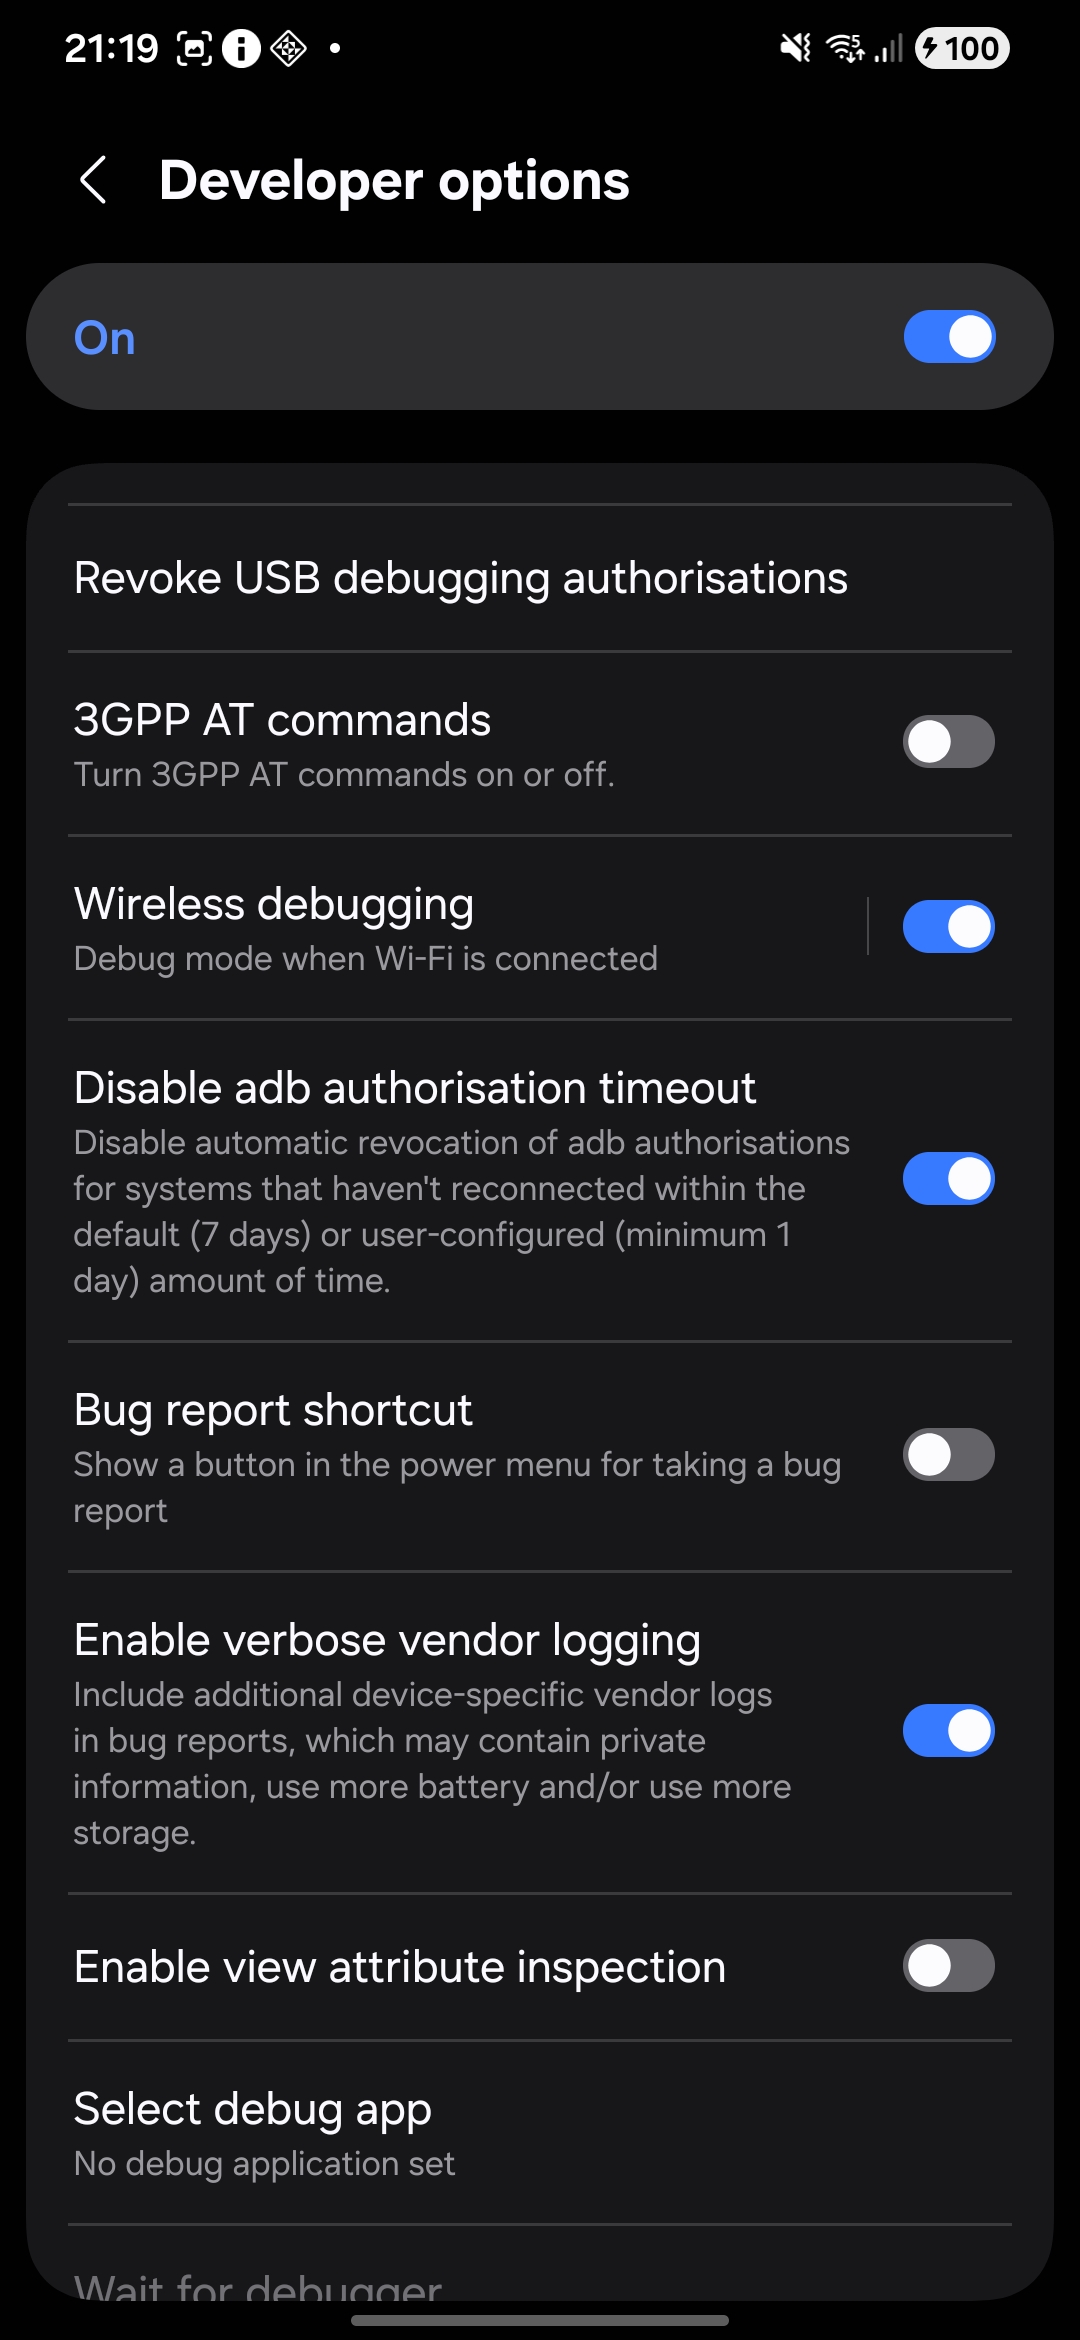 21:19
5
100
Developer options
On
Revoke USB debugging authorisations
3GPP AT commands
Turn 3GPP AT commands on or off.
Wireless debugging
Debug mode when Wi-Fi is connected
Disable adb authorisation timeout
Disable automatic revocation of adb authorisations
for systems that haven't reconnected within the
default (7 days) or user-configured (minimum 1
day) amount of time.
Bug report shortcut
Show a button in the power menu for taking a bug
report
Enable verbose vendor logging
Include additional device-specific vendor logs
in bug reports, which may contain private
information, use more battery and/or use more
storage.
Enable view attribute inspection
Select debug app
No debug application set
Wait for debugger